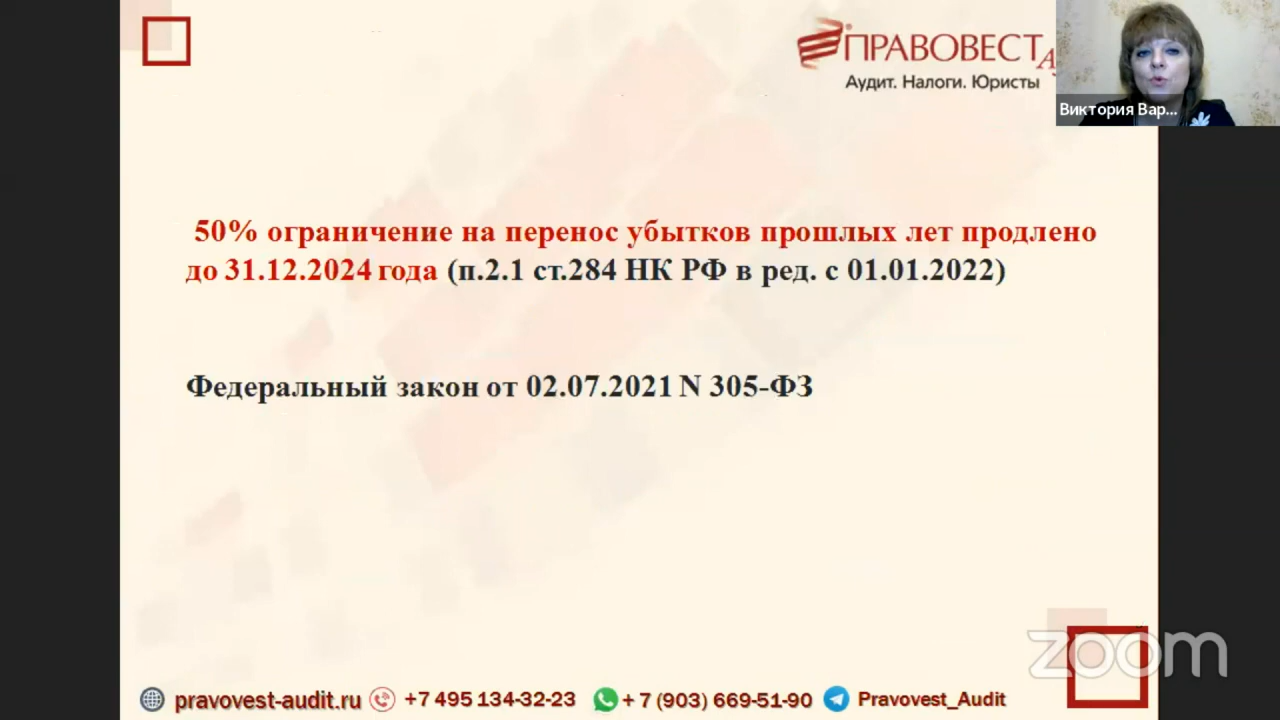 ПРАВОВЕСТ
Аудит. Налоги. Юристы
Виктория Вар...
50% ограничение на перенос убытков прошлых лет продлено
до 31.12.2024 года (п.2.1 ст.284 НК РФ в ред. с 01.01.2022)
Федеральный закон от 02.07.2021 N 305-ФЗ
zoom
pravovest-audit.ru +7 495 134-32-23 + 7 (903) 669-51-90 Pravovest_Audit